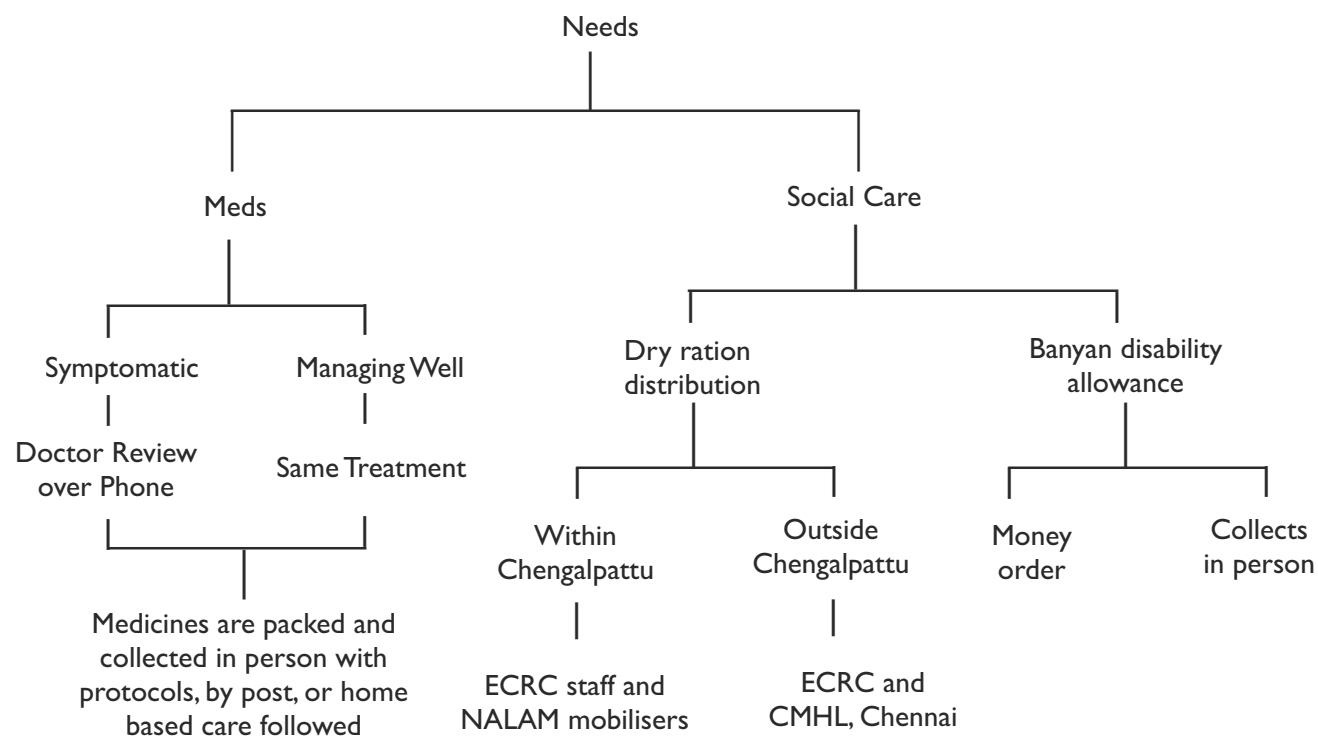 Needs
Meds
Social Care
Symptomatic
Managing Well
Dry ration
distribution
Banyan disability
allowance
Doctor Review
over Phone
Same Treatment
Within
Chengalpattu
Outside
Chengalpattu
Money
order
Collects
in person
Medicines are packed and
collected in person with
protocols, by post, or home
based care followed
ECRC staff and
NALAM mobilisers
ECRC and
CMHL, Chennai